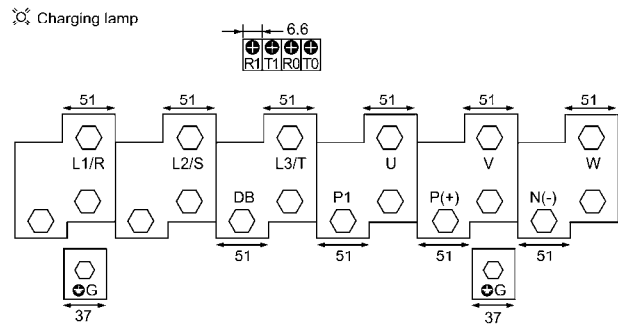 Charging lamp
6.6
R1 T1 R0 T0
51 51 51 51 51 51
L1/R L2/S L3/T U V W
DB P1 P(+) N(-)
51 51 51 51
G G
37 37